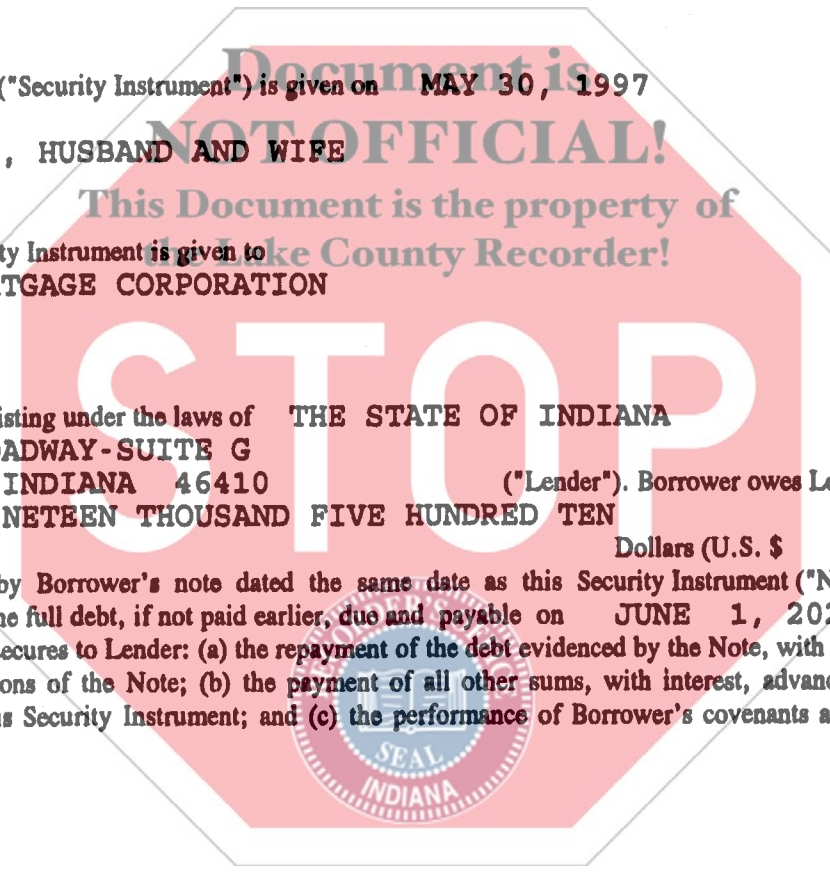 Document is
("Security Instrument") is given on MAY 30, 1997
NOT OFFICIAL!
, HUSBAND AND WIFE
This Document is the property of
the Lake County Recorder!
ty Instrument is given to
TGAGE CORPORATION
STOP
isting under the laws of THE STATE OF INDIANA
ADWAY-SUITE G
INDIANA 46410 ("Lender"). Borrower owes Le
NETEEN THOUSAND FIVE HUNDRED TEN
Dollars (U.S. $
by Borrower's note dated the same date as this Security Instrument ("N
ne full debt, if not paid earlier, due and payable on JUNE 1, 202
ecures to Lender: (a) the repayment of the debt evidenced by the Note, with
ons of the Note; (b) the payment of all other sums, with interest, advanc
s Security Instrument; and (c) the performance of Borrower's covenants a
SEAL
INDIANA